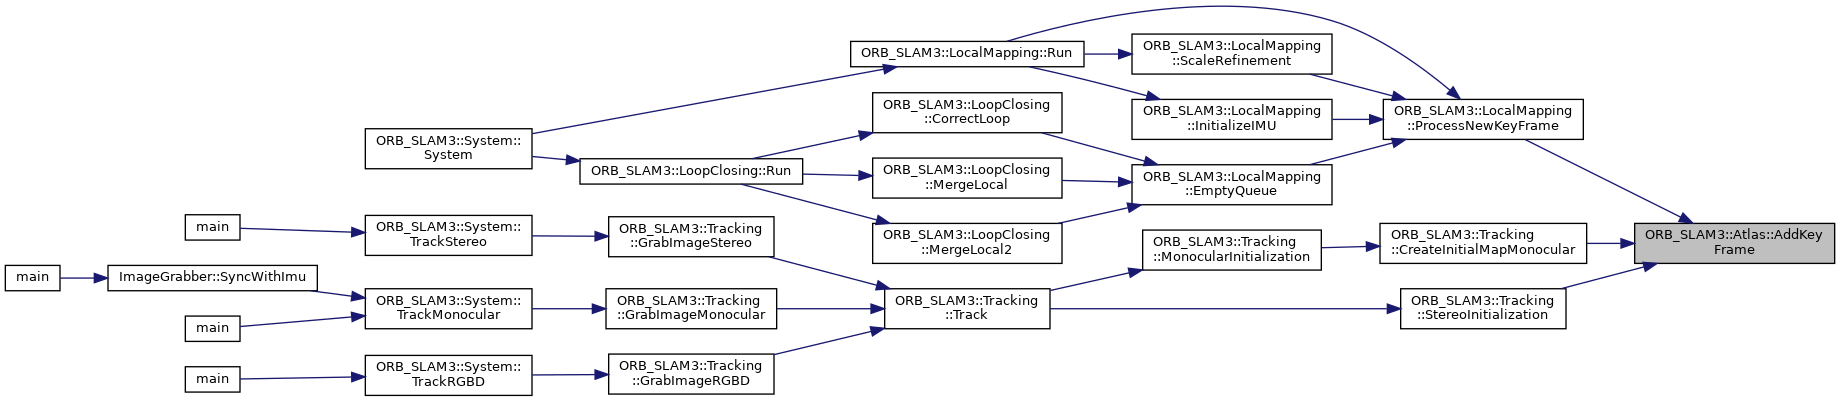 ORB_SLAM3::LocalMapping::Run
ORB_SLAM3::LocalMapping
::ScaleRefinement
ORB_SLAM3::LoopClosing
::CorrectLoop
ORB_SLAM3::LocalMapping
::InitializeIMU
ORB_SLAM3::LocalMapping
::ProcessNewKeyFrame
ORB_SLAM3::System::
System
ORB_SLAM3::LoopClosing::Run
ORB_SLAM3::LoopClosing
::MergeLocal
ORB_SLAM3::LocalMapping
::EmptyQueue
main
ORB_SLAM3::System::
TrackStereo
ORB_SLAM3::Tracking
::GrabImageStereo
ORB_SLAM3::LoopClosing
::MergeLocal2
ORB_SLAM3::Tracking
::MonocularInitialization
ORB_SLAM3::Tracking
::CreateInitialMapMonocular
ORB_SLAM3::Atlas::AddKey
Frame
main
ImageGrabber::SyncWithImu
main
ORB_SLAM3::System::
TrackMonocular
ORB_SLAM3::Tracking
::GrabImageMonocular
ORB_SLAM3::Tracking
::Track
ORB_SLAM3::Tracking
::StereoInitialization
main
ORB_SLAM3::System::
TrackRGBD
ORB_SLAM3::Tracking
::GrabImageRGBD